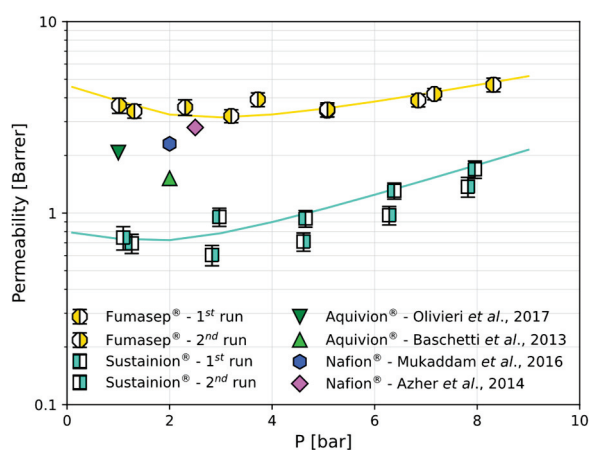 10
1
0.1
Permeability [Barrer]
Fumasep® - 1st run
Fumasep® - 2nd run
Sustainion® - 1st run
Sustainion® - 2nd run
Aquivion® - Olivieri et al., 2017
Aquivion® - Baschetti et al., 2013
Nafion® - Mukaddam et al., 2016
Nafion® - Azher et al., 2014
0 2 4 6 8 10
P [bar]